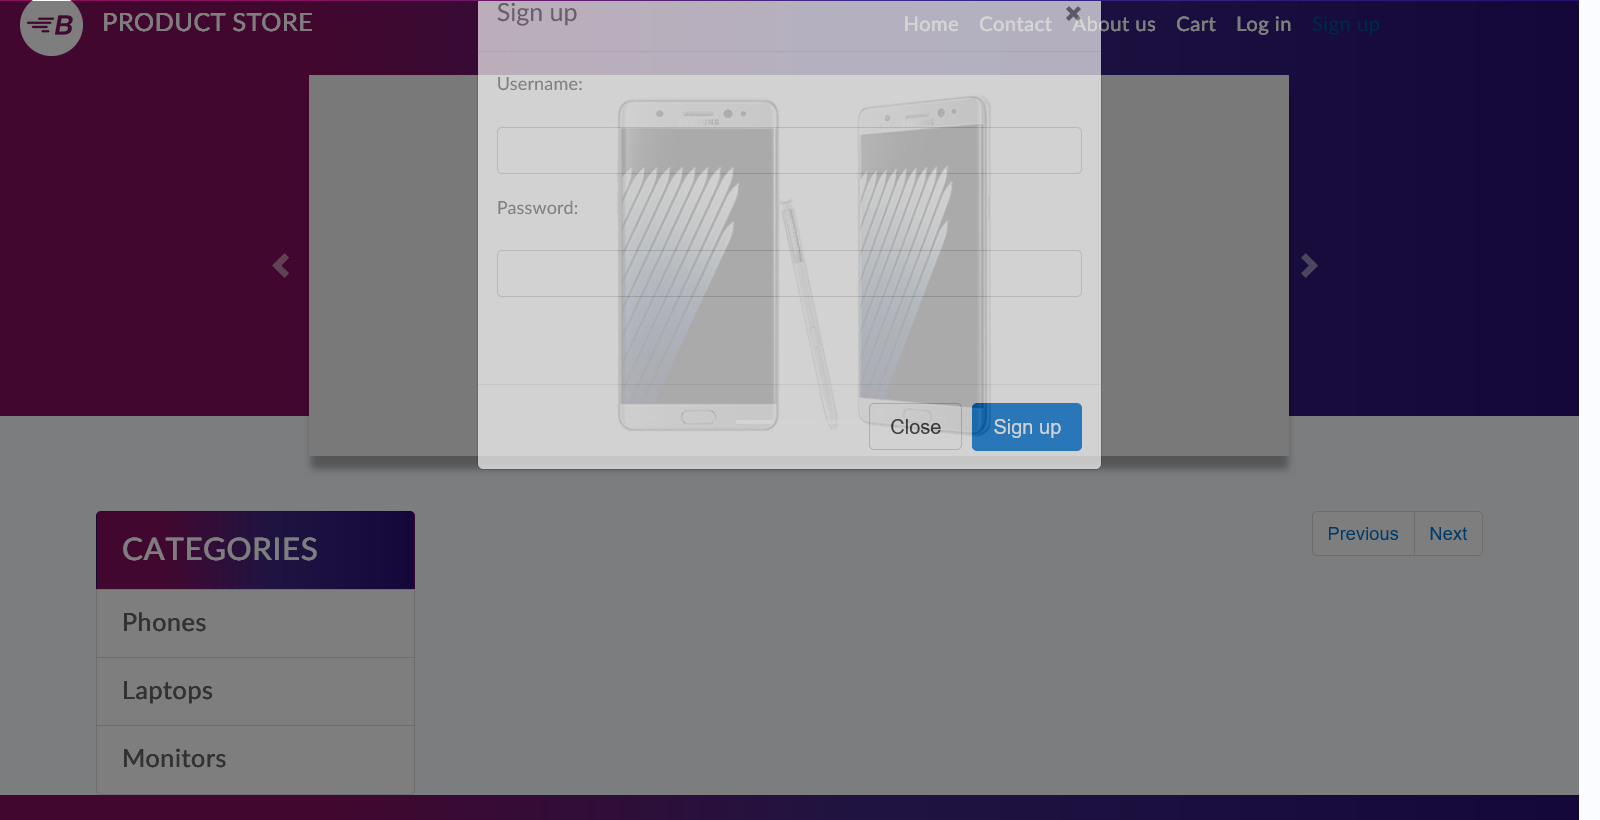 B PRODUCT STORE
Home Contact About us Cart Log in Sign up
Sign up
Username:
SAMSUNG
Password:
Close Sign up
CATEGORIES
Phones
Laptops
Monitors
Previous Next